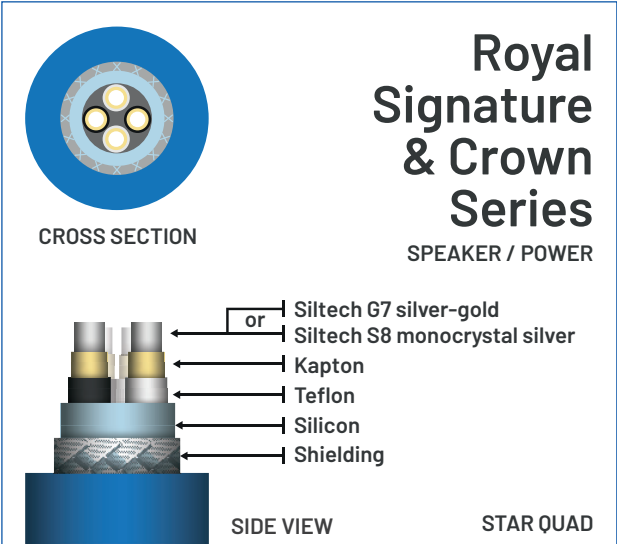 Royal
Signature
& Crown
Series
SPEAKER / POWER
CROSS SECTION
Siltech G7 silver-gold
or
Siltech S8 monocrystal silver
Kapton
Teflon
Silicon
Shielding
SIDE VIEW
STAR QUAD